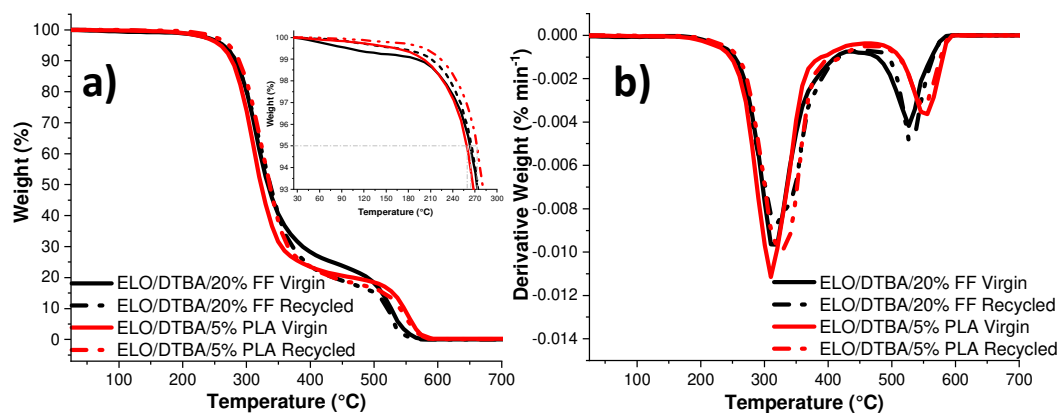 a)
Weight (%)
100
90
80
70
60
50
40
30
20
10
0
100 200 300 400 500 600 700
Temperature (°C)
ELO/DTBA/20% FF Virgin
ELO/DTBA/20% FF Recycled
ELO/DTBA/5% PLA Virgin
ELO/DTBA/5% PLA Recycled
Weight (%)
100
99
98
97
96
95
94
93
30 60 90 120 150 180 210 240 270 300
Temperature (°C)
b)
Derivative Weight (% min⁻¹)
0.000
-0.002
-0.004
-0.006
-0.008
-0.010
-0.012
-0.014
100 200 300 400 500 600 700
Temperature (°C)
ELO/DTBA/20% FF Virgin
ELO/DTBA/20% FF Recycled
ELO/DTBA/5% PLA Virgin
ELO/DTBA/5% PLA Recycled